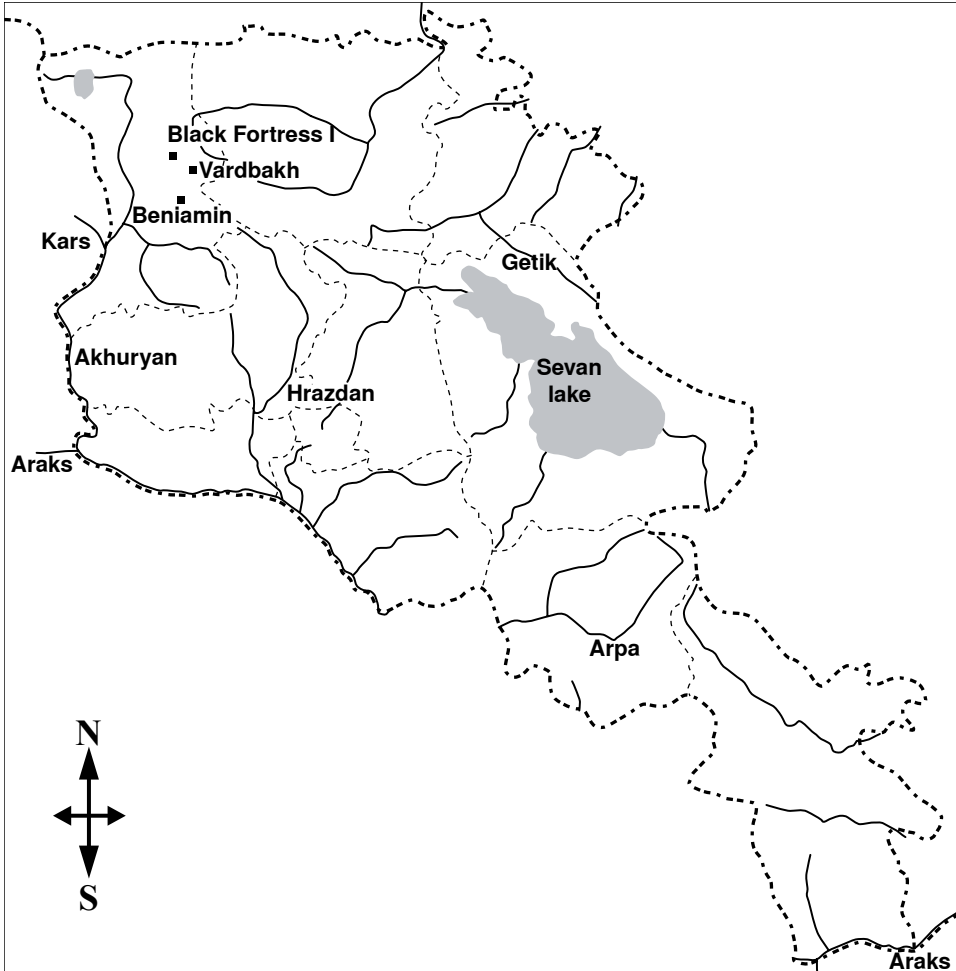 Black Fortress I
Vardbakh
Beniamin
Kars
Getik
Akhuryan
Sevan
lake
Hrazdan
Araks
Arpa
N
S
Araks